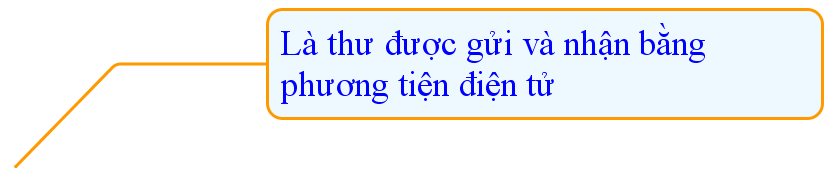 Là thư được gửi và nhận bằng
phương tiện điện tử